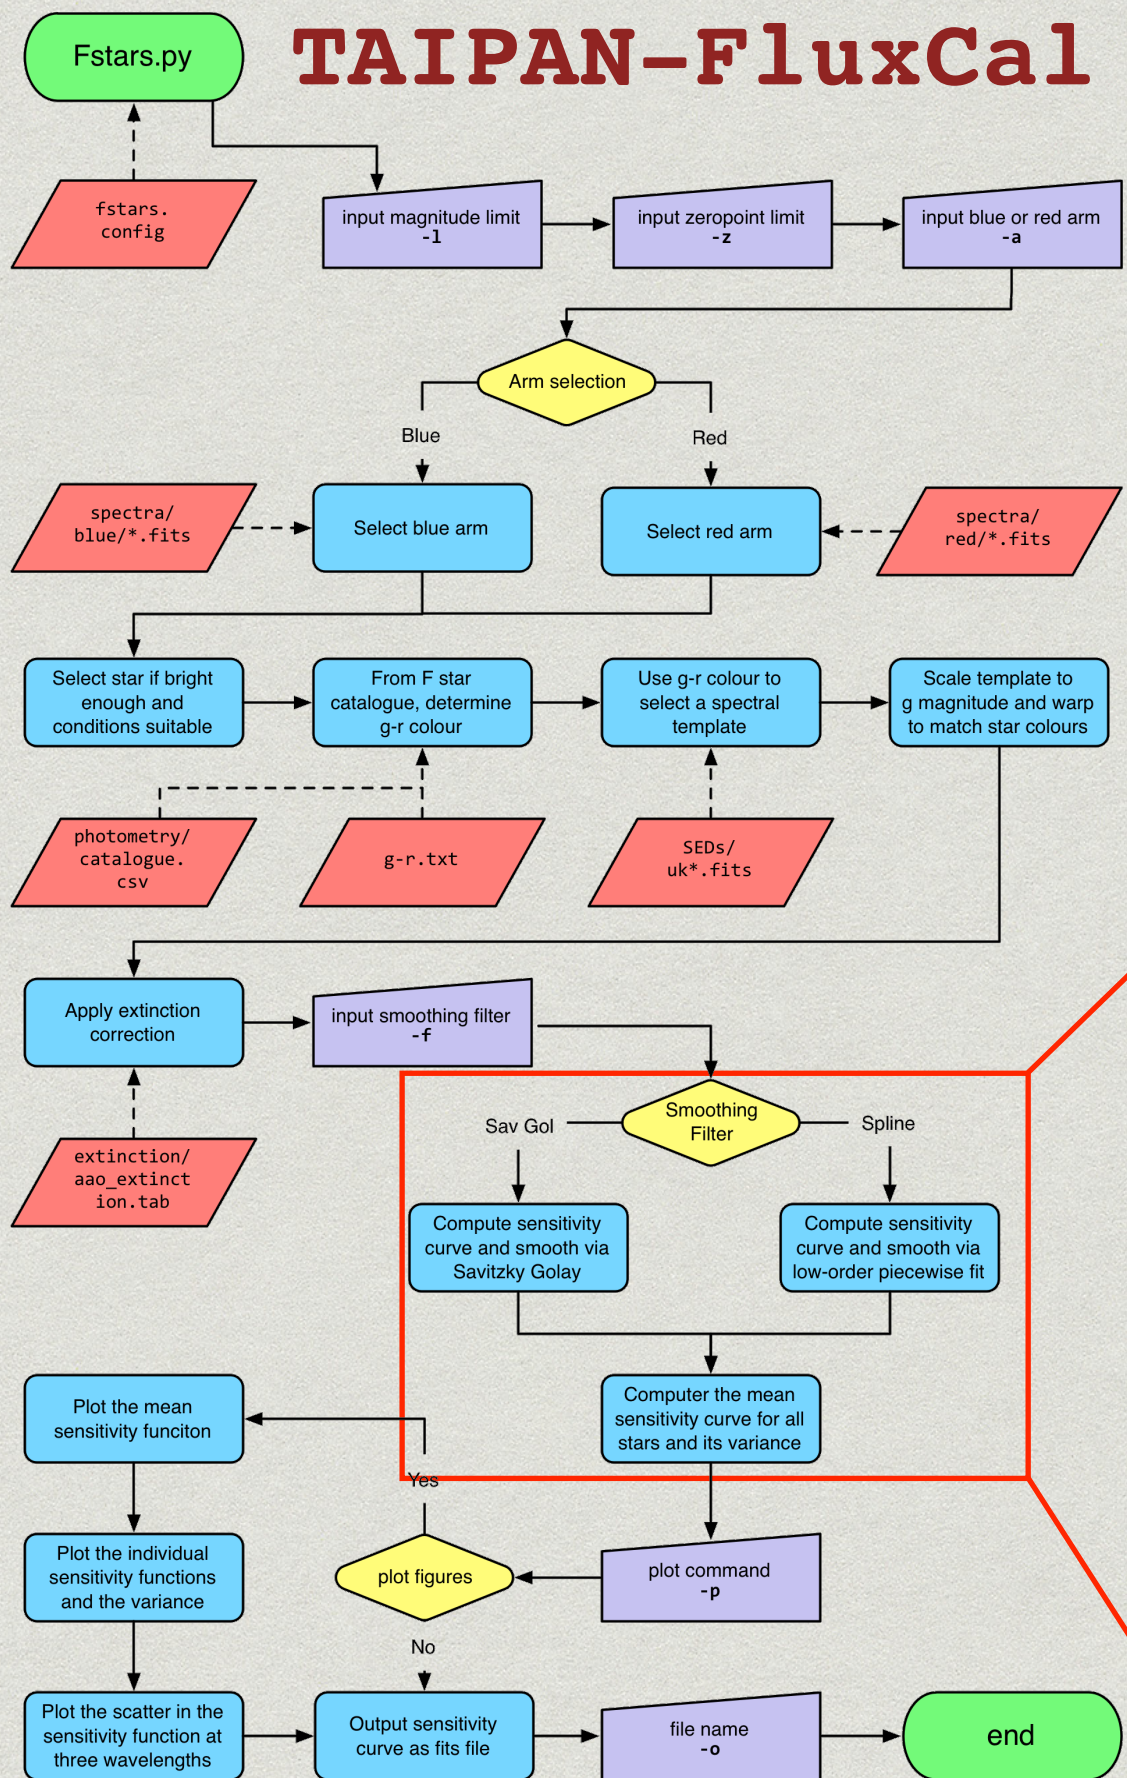 Fstars.py
TAIPAN-FluxCal
fstars.
config
input magnitude limit
-l
input zeropoint limit
-z
input blue or red arm
-a
Arm selection
Blue
Red
spectra/
blue/*.fits
Select blue arm
Select red arm
spectra/
red/*.fits
Select star if bright
enough and
conditions suitable
From F star
catalogue, determine
g-r colour
Use g-r colour to
select a spectral
template
Scale template to
g magnitude and warp
to match star colours
photometry/
catalogue.
csv
g-r.txt
SEDs/
uk*.fits
Apply extinction
correction
input smoothing filter
-f
extinction/
aao_extinct
ion.tab
Smoothing
Filter
Sav Gol
Spline
Compute sensitivity
curve and smooth via
Savitzky Golay
Compute sensitivity
curve and smooth via
low-order piecewise fit
Plot the mean
sensitivity funciton
Computer the mean
sensitivity curve for all
stars and its variance
Yes
Plot the individual
sensitivity functions
and the variance
plot figures
plot command
-p
No
Plot the scatter in the
sensitivity function at
three wavelengths
Output sensitivity
curve as fits file
file name
-o
end